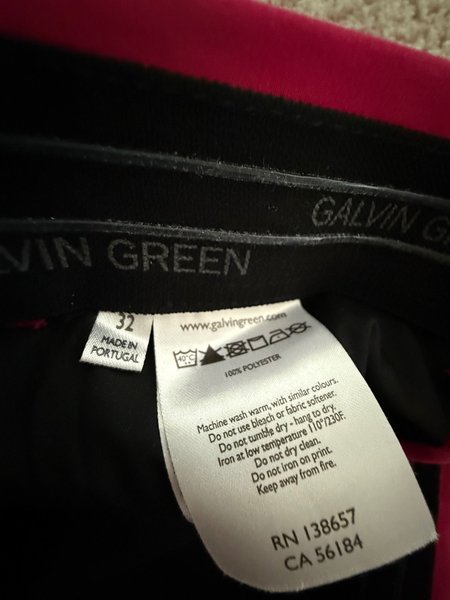 GALVIN G
VIN GREEN
32
MADE IN
PORTUGAL
www.galvingreen.com
40°C
100% POLYESTER
Machine wash warm, with similar colours.
Do not use bleach or fabric softener.
Do not tumble dry - hang to dry.
Iron at low temperature 110°/230F.
Do not dry clean.
Do not iron on print.
Keep away from fire.
RN 138657
CA 56184